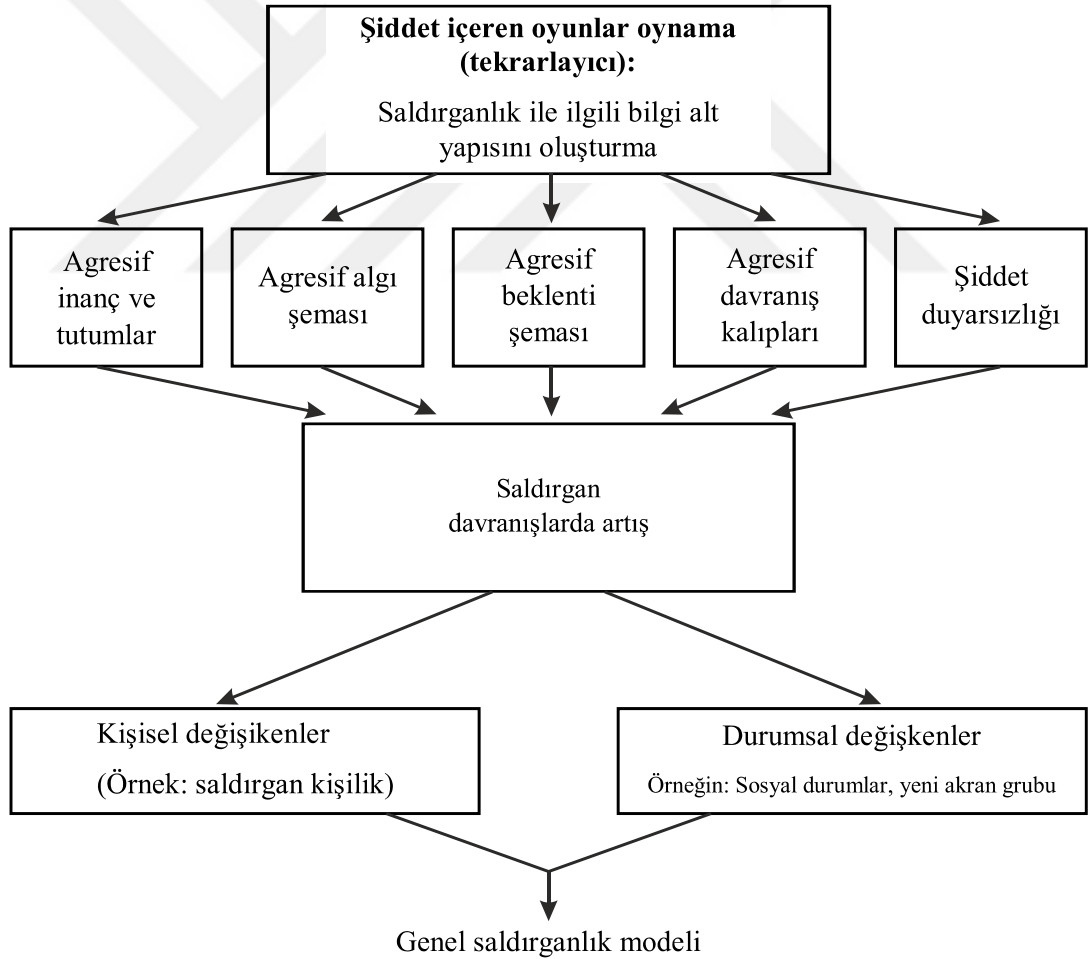 Şiddet içeren oyunlar oynama
(tekrarlayıcı):
Saldırganlık ile ilgili bilgi alt
yapısını oluşturma
Agresif
inanç ve
tutumlar
Agresif algı
şeması
Agresif
beklenti
şeması
Agresif
davranış
kalıpları
Şiddet
duyarsızlığı
Saldırgan
davranışlarda artış
Kişisel değişikenler
(Örnek: saldırgan kişilik)
Durumsal değişkenler
Örneğin: Sosyal durumlar, yeni akran grubu
Genel saldırganlık modeli